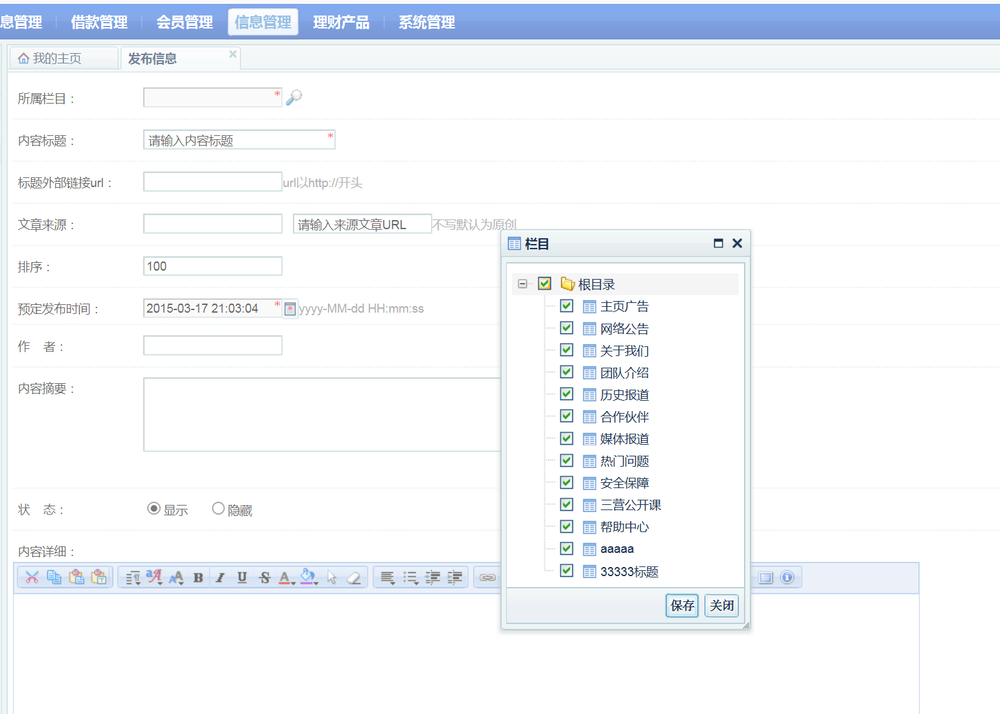 息管理 借款管理 会员管理 信息管理 理财产品 系统管理
我的主页 发布信息
所属栏目： *
内容标题： 请输入内容标题 *
标题外部链接url： url以http://开头
文章来源： 请输入来源文章URL 不写默认为原创
排序： 100
预定发布时间： 2015-03-17 21:03:04 * yyyy-MM-dd HH:mm:ss
作 者：
内容摘要：
状 态： 显示 隐藏
内容详细：
栏目
根目录
主页广告
网络公告
关于我们
团队介绍
历史报道
合作伙伴
媒体报道
热门问题
安全保障
三营公开课
帮助中心
aaaaa
33333标题
保存 关闭